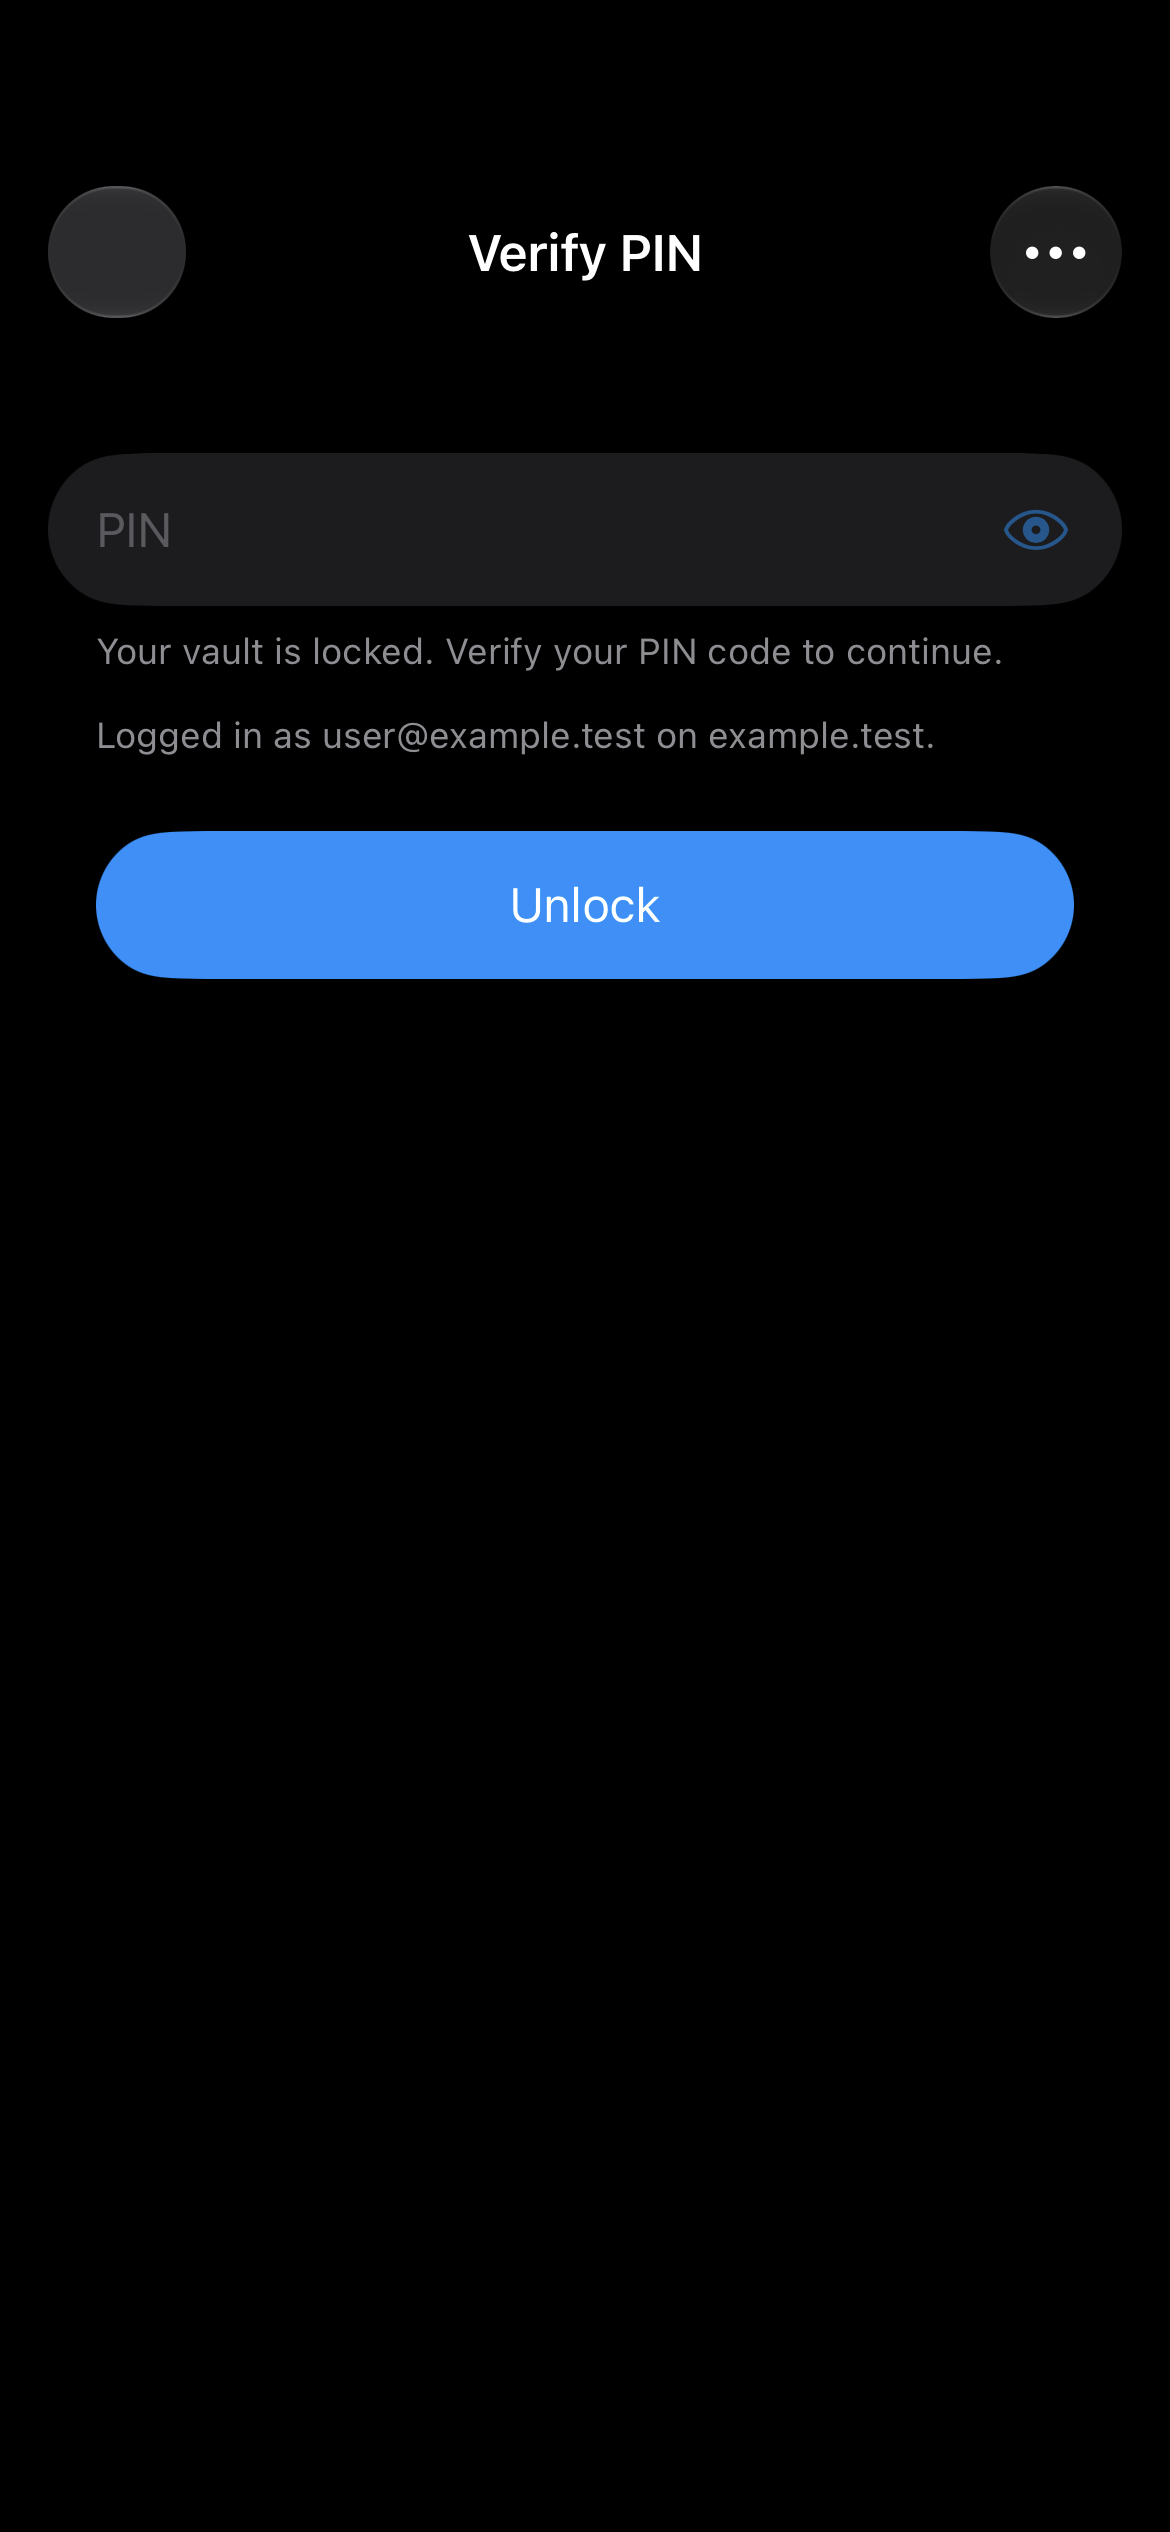 Verify PIN
PIN
Your vault is locked. Verify your PIN code to continue.
Logged in as user@example.test on example.test.
Unlock